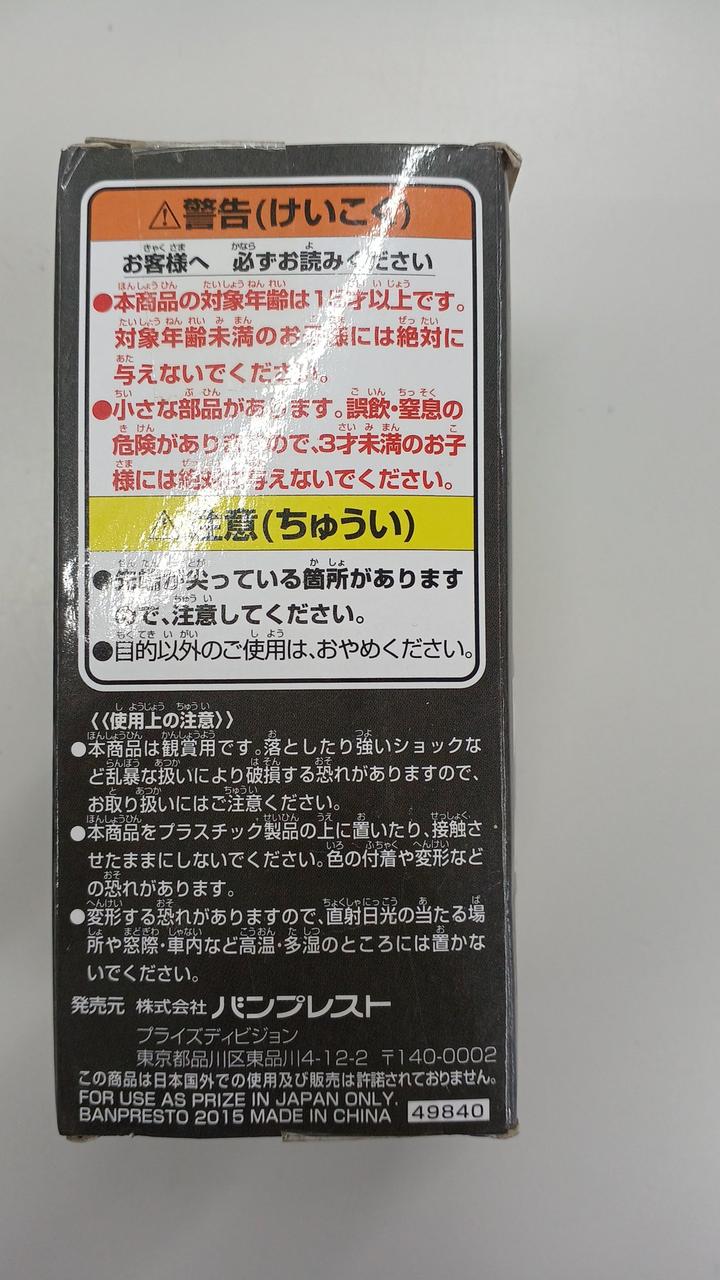 ⚠警告(けいこく)
お客様へ 必ずお読みください
●本商品の対象年齢は15才以上です。
対象年齢未満のお子様には絶対に
与えないでください。
●小さな部品があります。誤飲・窒息の
危険がありますので、3才未満のお子
様には絶対に与えないでください。
⚠注意(ちゅうい)
●先端が尖っている箇所があります
ので、注意してください。
●目的以外のご使用は、おやめください。
《使用上の注意》
●本商品は観賞用です。落としたり強いショックな
ど乱暴な扱いにより破損する恐れがありますので、
お取り扱いにはご注意ください。
●本商品をプラスチック製品の上に置いたり、接触さ
せたままにしないでください。色の付着や変形など
の恐れがあります。
●変形する恐れがありますので、直射日光の当たる場
所や窓際・車内など高温・多湿のところには置かな
いでください。
発売元 株式会社 バンプレスト
プライズディビジョン
東京都品川区東品川4-12-2 〒140-0002
この商品は日本国外での使用及び販売は許諾されておりません。
FOR USE AS PRIZE IN JAPAN ONLY.
BANPRESTO 2015 MADE IN CHINA 49840